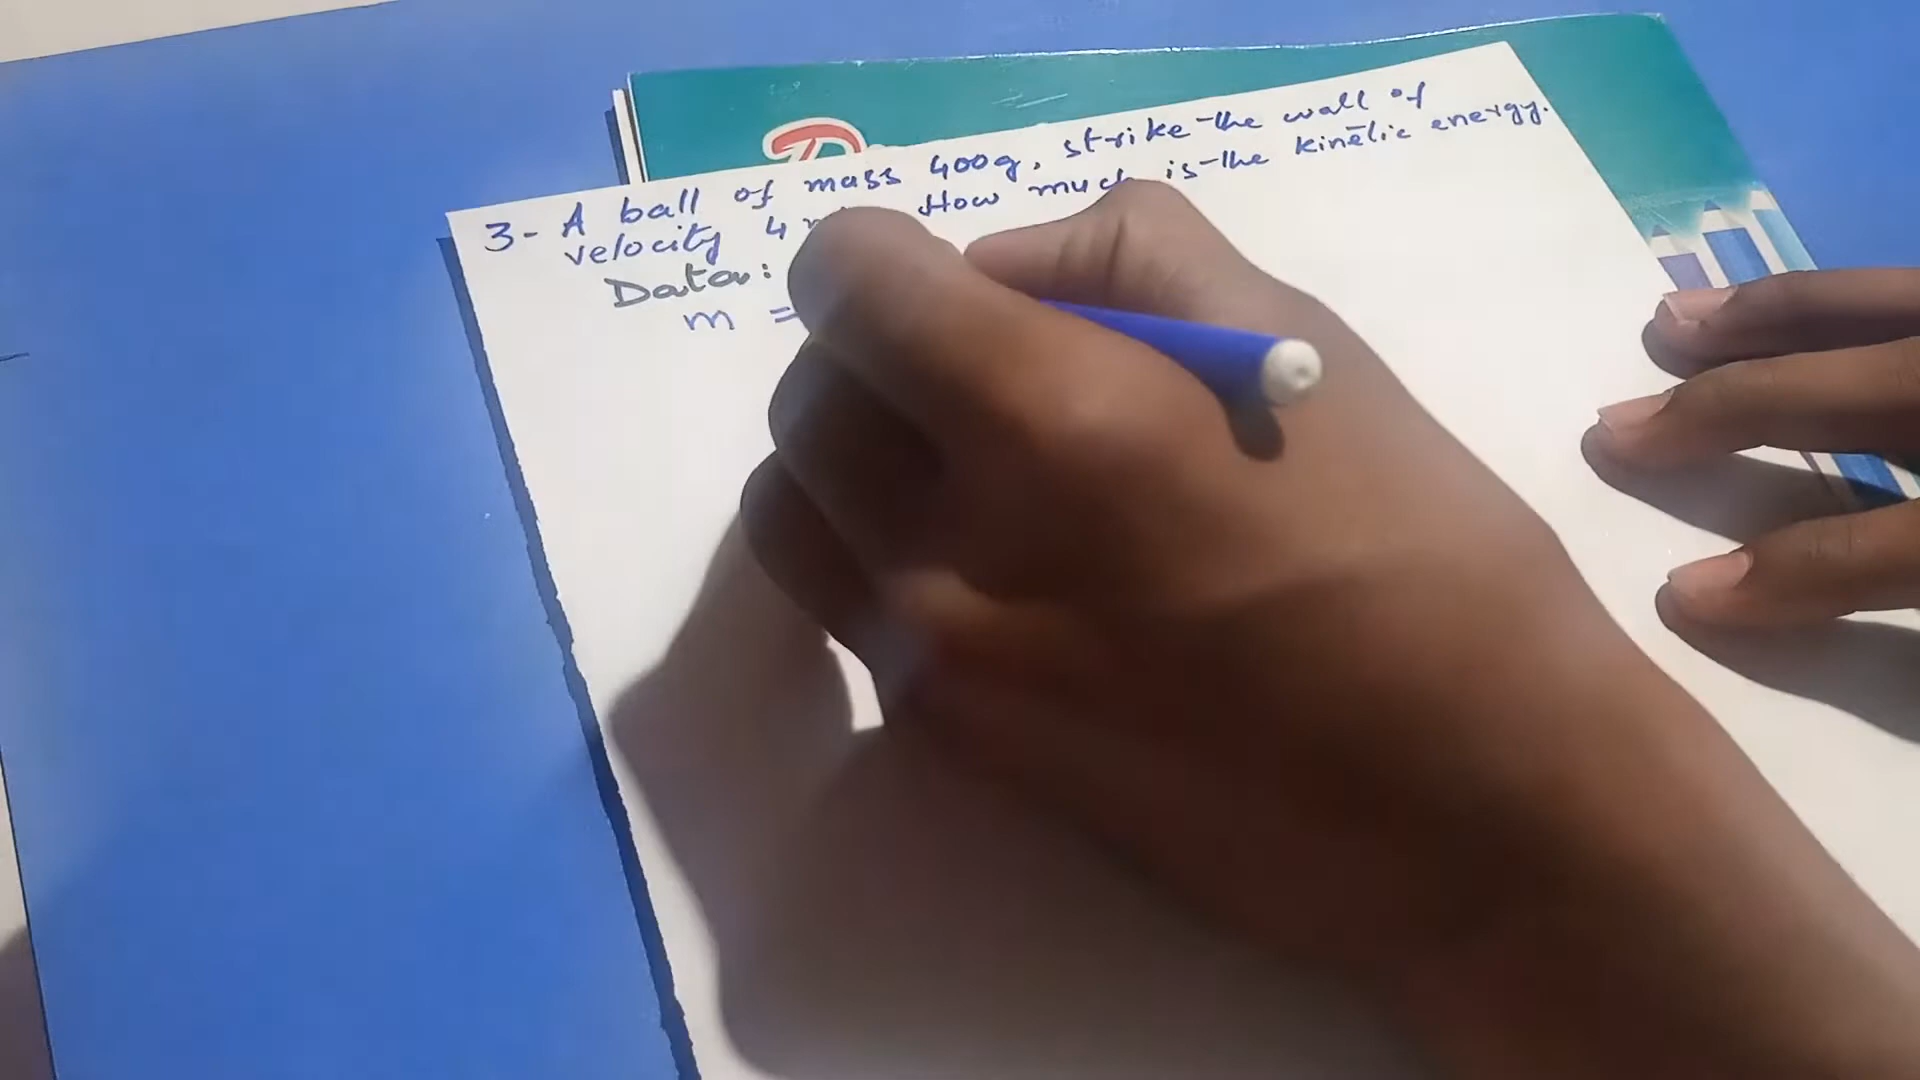 3- A ball of mass 400g, strike the wall of
velocity 4 How much is the kinetic energy.
Data:
m =